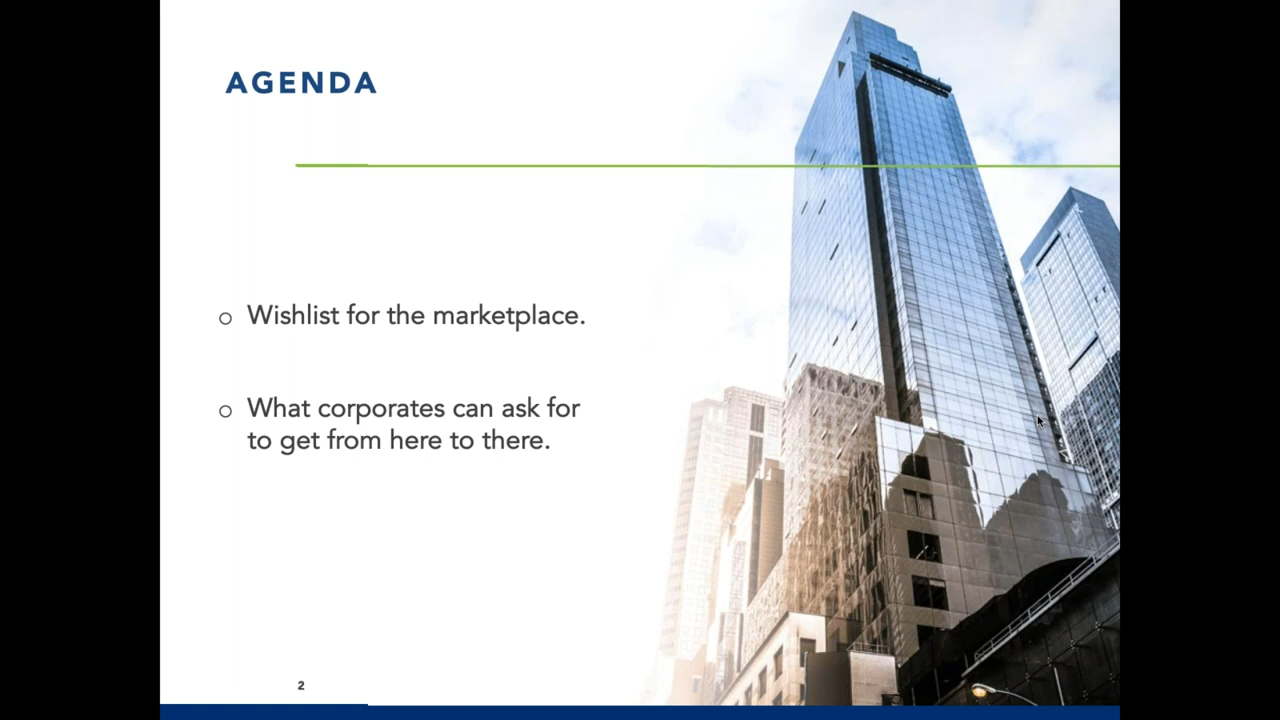 AGENDA
o Wishlist for the marketplace.
o What corporates can ask for
to get from here to there.
2